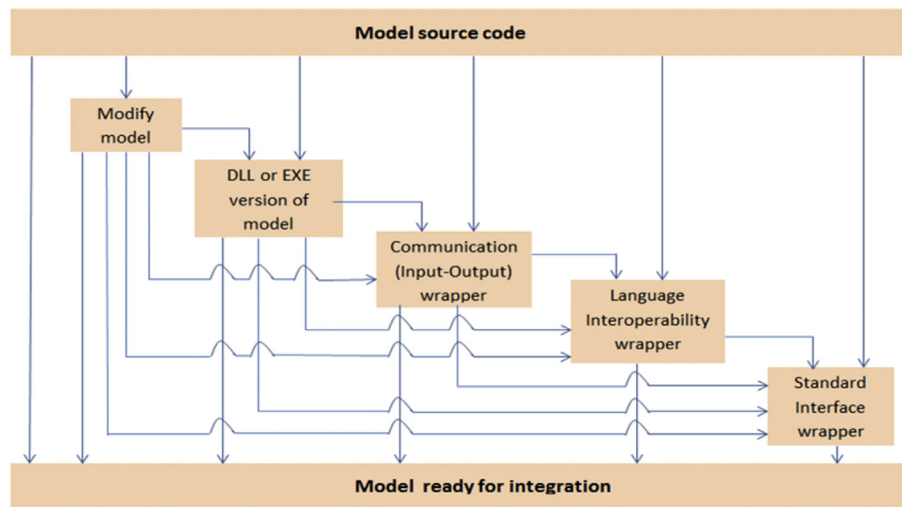 Model source code
Modify
model
DLL or EXE
version of
model
Communication
(Input-Output)
wrapper
Language
Interoperability
wrapper
Standard
Interface
wrapper
Model ready for integration